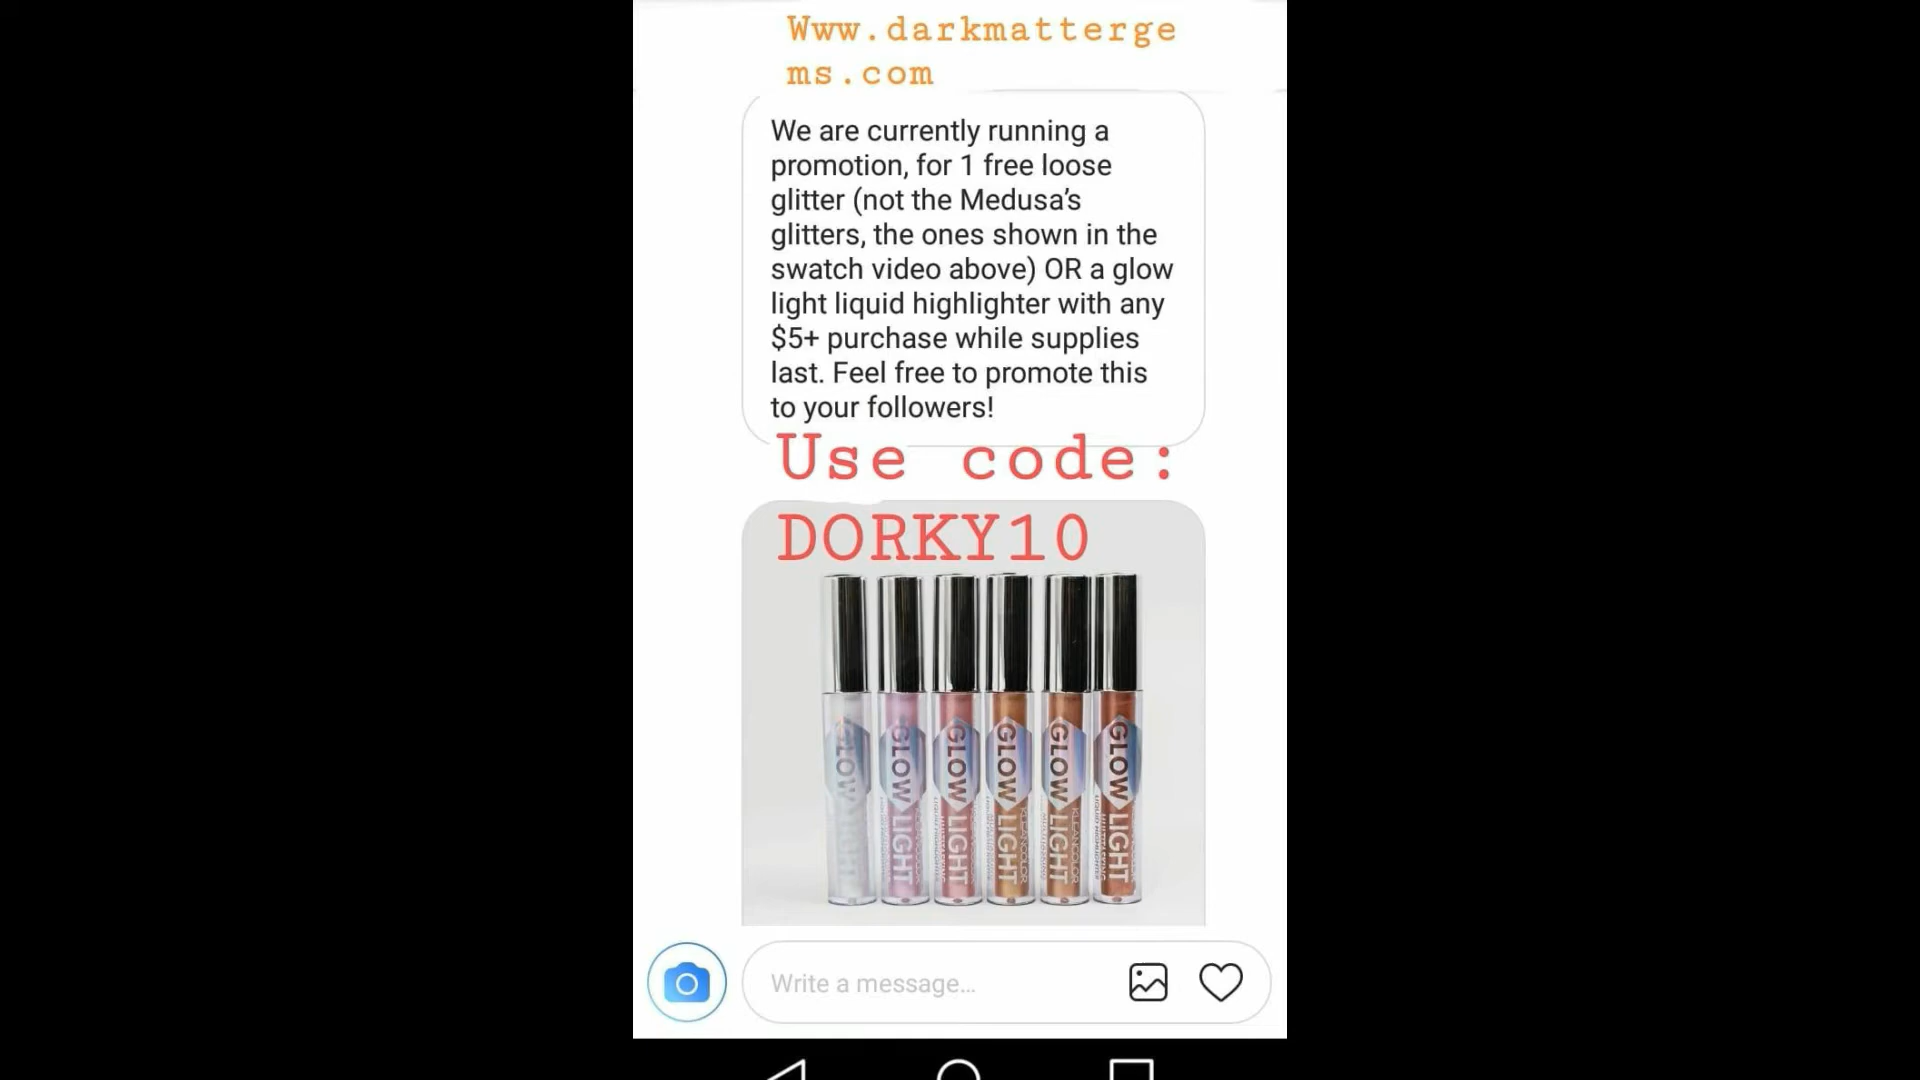 Www.darkmatterge
ms.com
We are currently running a
promotion, for 1 free loose
glitter (not the Medusa’s
glitters, the ones shown in the
swatch video above) OR a glow
light liquid highlighter with any
$5+ purchase while supplies
last. Feel free to promote this
to your followers!
Use code:
DORKY10
GLOW LIGHT
GLOW LIGHT
GLOW LIGHT
GLOW LIGHT
KLEANCOLOR
GLOW LIGHT
KLEANCOLOR
GLOW LIGHT
Write a message...